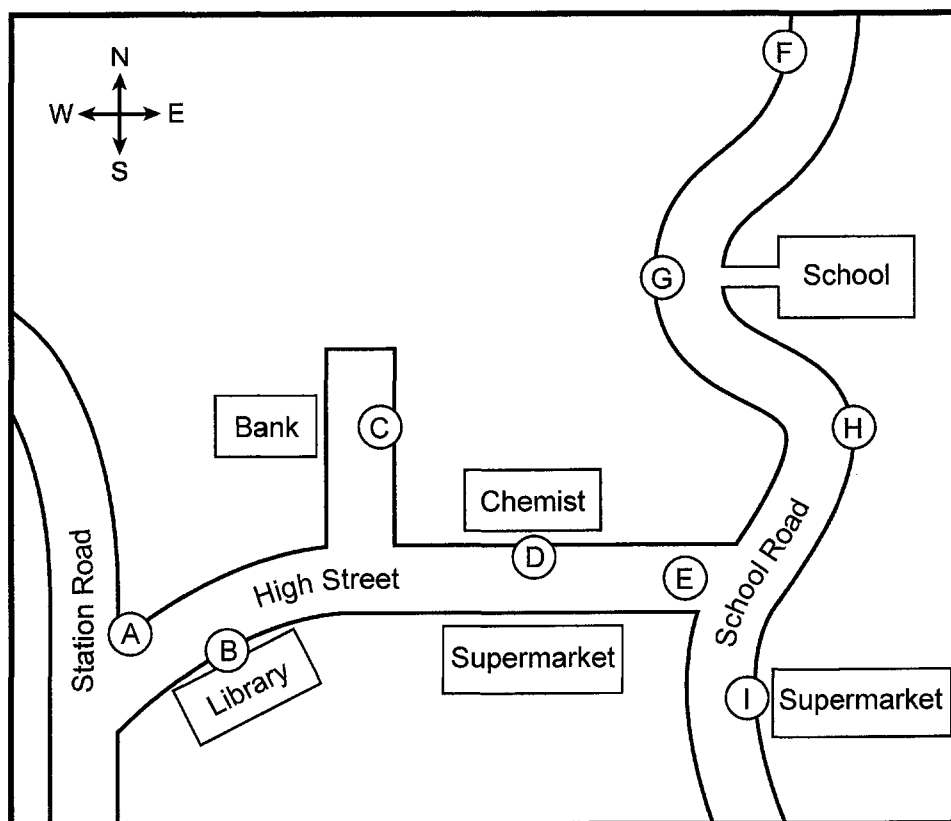 F
N
W E
S
G
School
Bank
C
H
Chemist
D
E
High Street
School Road
Station Road
A
B
Library
Supermarket
I
Supermarket